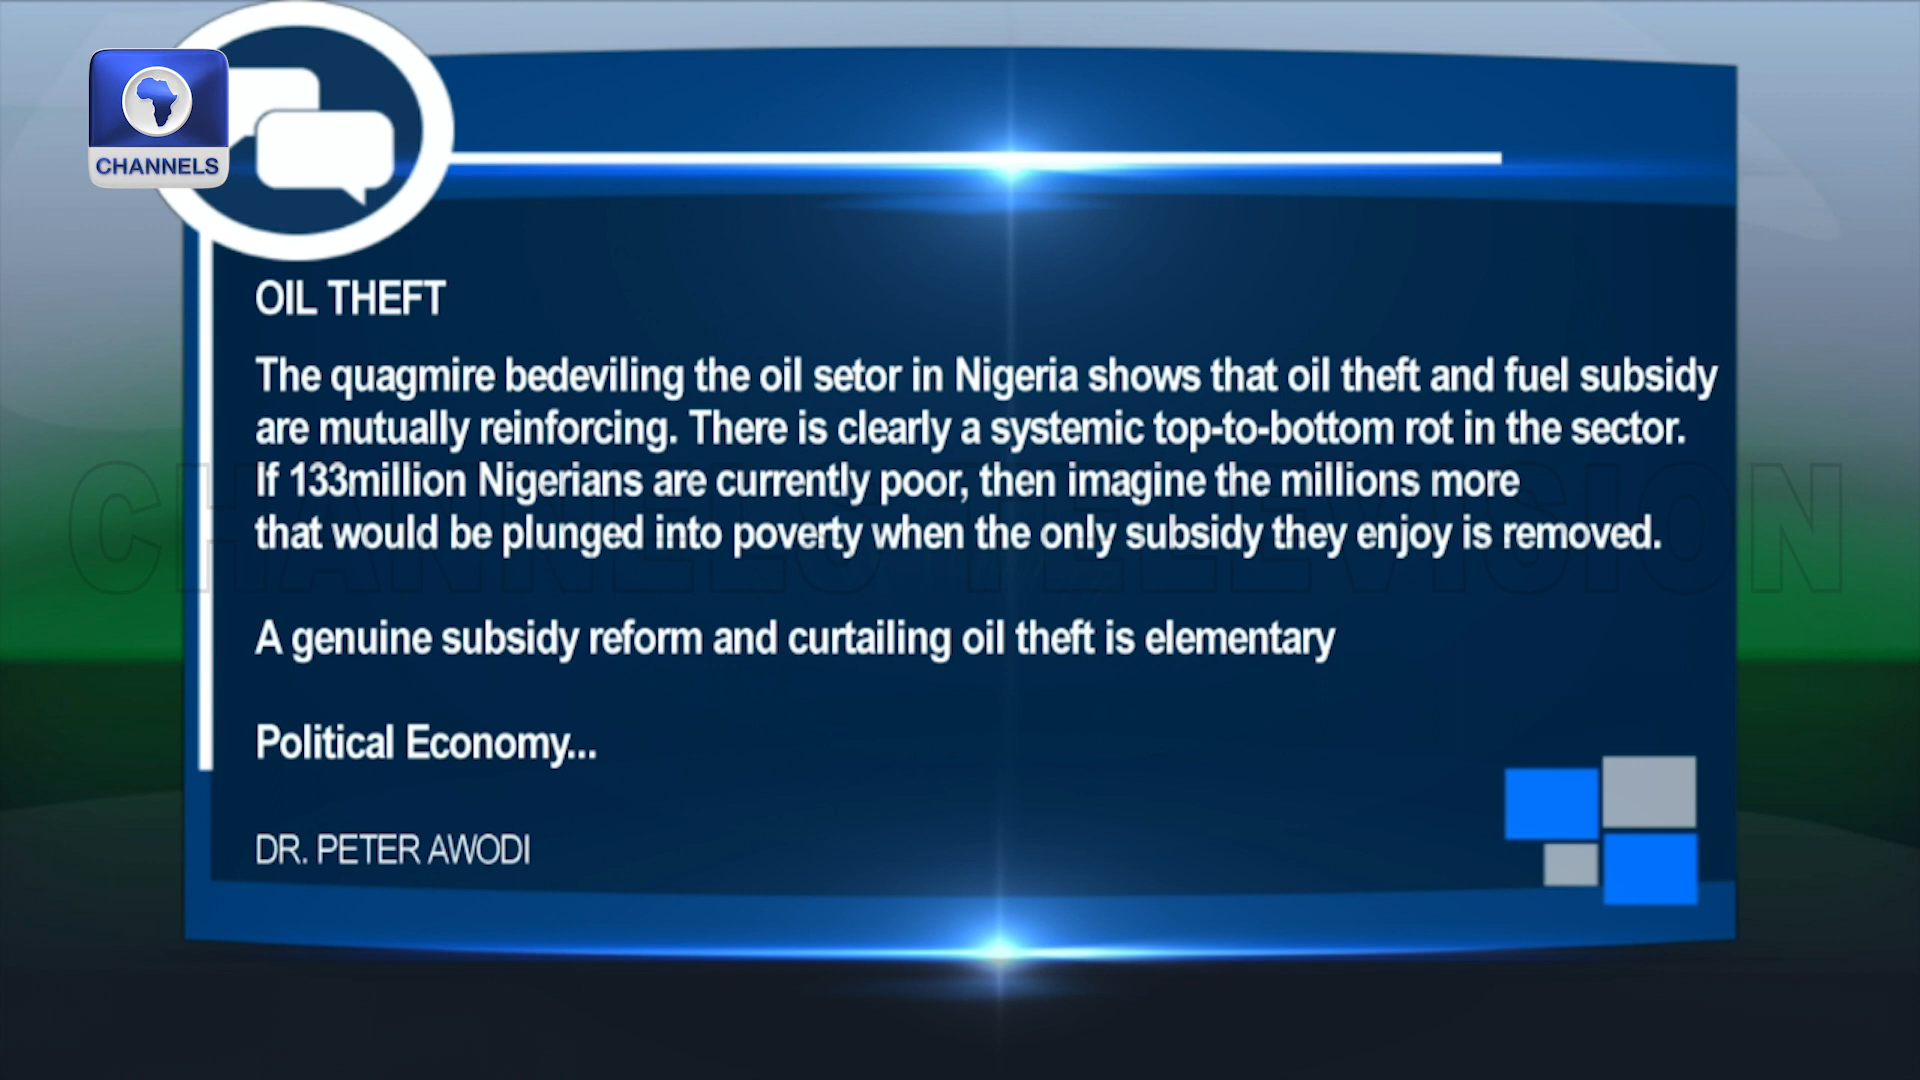 CHANNELS
OIL THEFT
The quagmire bedeviling the oil setor in Nigeria shows that oil theft and fuel subsidy
are mutually reinforcing. There is clearly a systemic top-to-bottom rot in the sector.
If 133million Nigerians are currently poor, then imagine the millions more
that would be plunged into poverty when the only subsidy they enjoy is removed.
A genuine subsidy reform and curtailing oil theft is elementary
Political Economy...
DR. PETER AWODI
CHANNELS TELEVISION